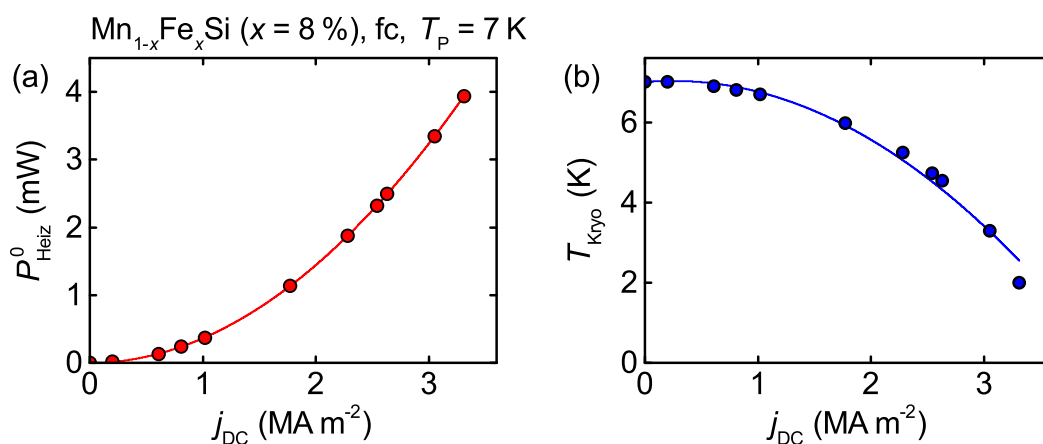 Mn1-xFexSi (x = 8 %), fc, TP = 7 K
(a)
4
3
2
1
0
P0Heiz (mW)
0 1 2 3
jDC (MA m-2)
(b)
6
4
2
0
TKryo (K)
0 1 2 3
jDC (MA m-2)